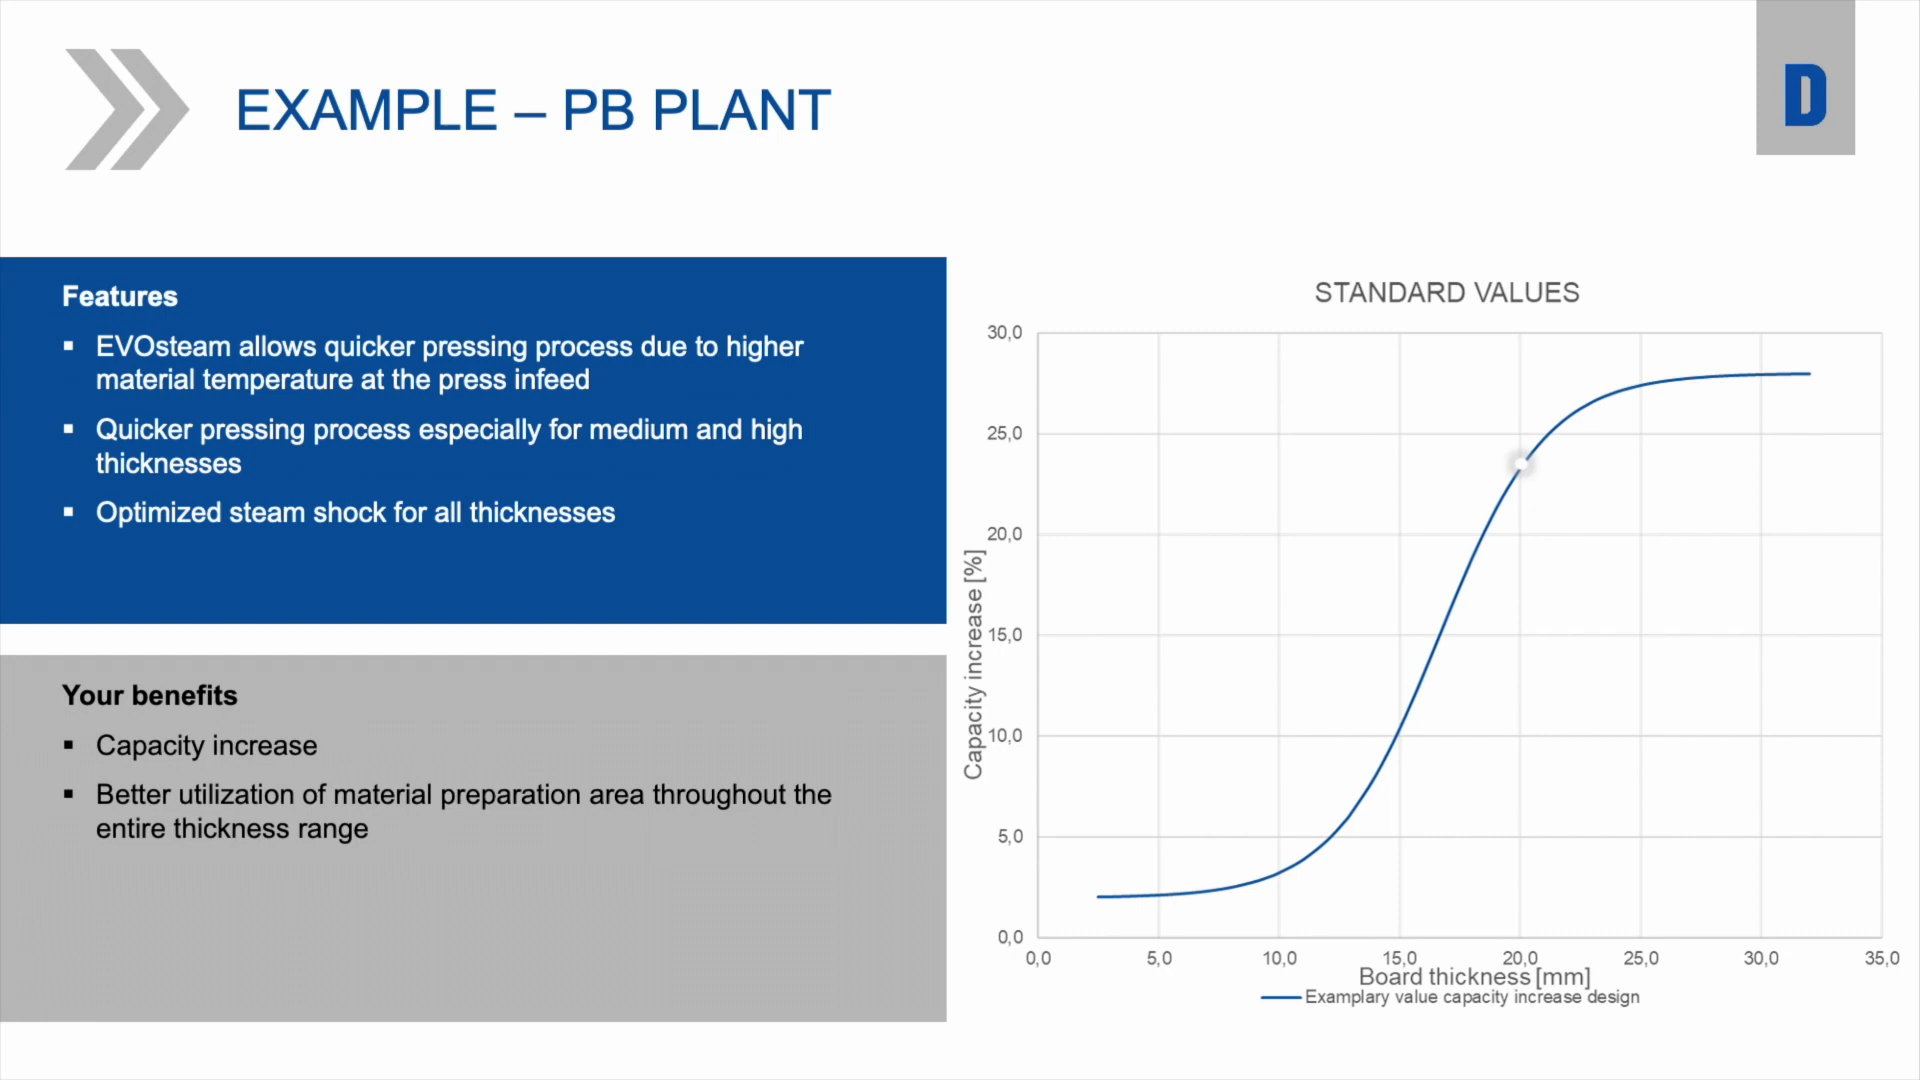 EXAMPLE – PB PLANT
D
Features
▪ EVOsteam allows quicker pressing process due to higher
material temperature at the press infeed
▪ Quicker pressing process especially for medium and high
thicknesses
▪ Optimized steam shock for all thicknesses
Your benefits
▪ Capacity increase
▪ Better utilization of material preparation area throughout the
entire thickness range
STANDARD VALUES
30,0
25,0
20,0
15,0
10,0
5,0
0,0
Capacity increase [%]
0,0 5,0 10,0 15,0 20,0 25,0 30,0 35,0
Board thickness [mm]
Examplary value capacity increase design